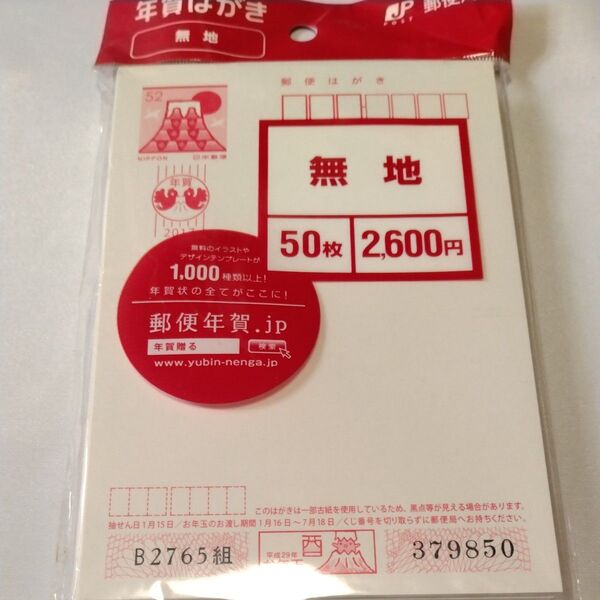 年賀はがき
無地
JP
POST
郵便
郵便はがき
52
NIPPON
日本郵便
年賀
2017
無地
50枚
2,600円
無料のイラストや
デザインテンプレートが
1,000種類以上!
年賀状の全てがここに!
郵便年賀.jp
年賀贈る
検索
www.yubin-nenga.jp
このはがきは一部古紙を使用しているため、黒点等が見える場合があります。
抽せん日1月15日/お年玉のお渡し期間1月16日～7月18日/くじ番号を切り取らずに郵便局へお持ちください。
B2765組
平成29年
お年玉
酉
379850